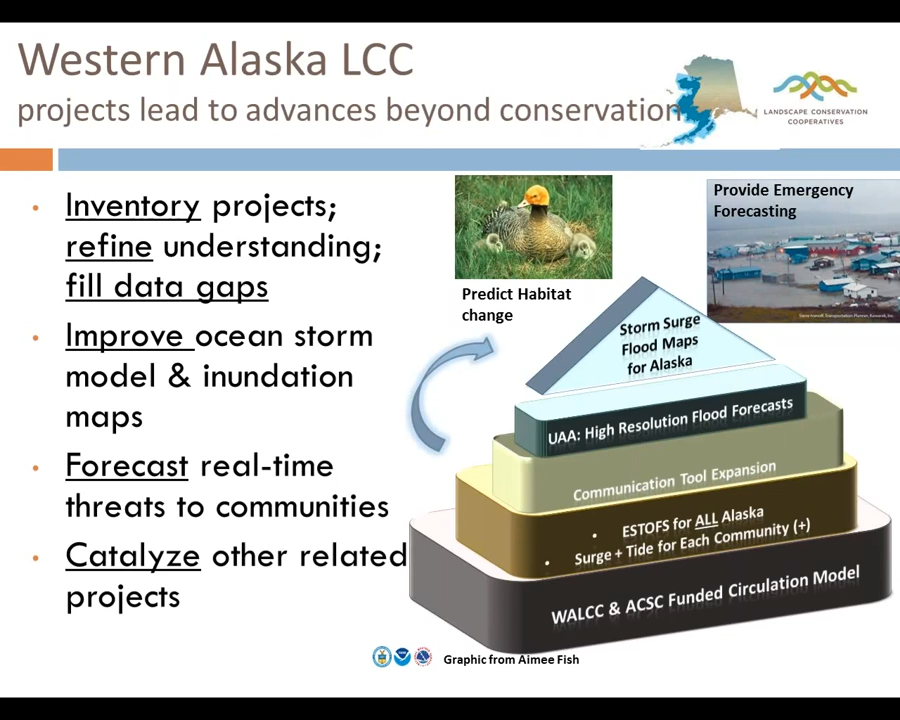 Western Alaska LCC
projects lead to advances beyond conservation
LANDSCAPE CONSERVATION
COOPERATIVES
• Inventory projects;
refine understanding;
fill data gaps
• Improve ocean storm
model & inundation
maps
• Forecast real-time
threats to communities
• Catalyze other related
projects
Predict Habitat
change
Provide Emergency
Forecasting
Storm Surge
Flood Maps
for Alaska
UAA: High Resolution Flood Forecasts
Communication Tool Expansion
• ESTOFS for ALL Alaska
• Surge + Tide for Each Community (+)
WALCC & ACSC Funded Circulation Model
Graphic from Aimee Fish